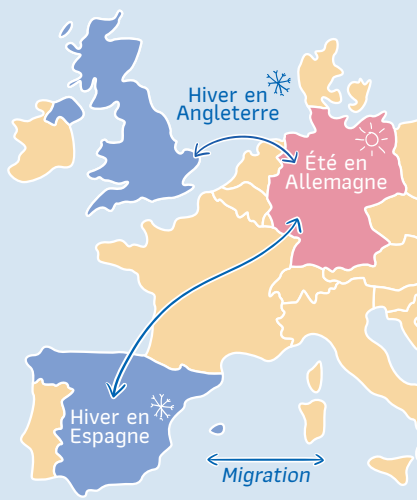 Hiver en
Angleterre
Été en
Allemagne
Hiver en
Espagne
Migration